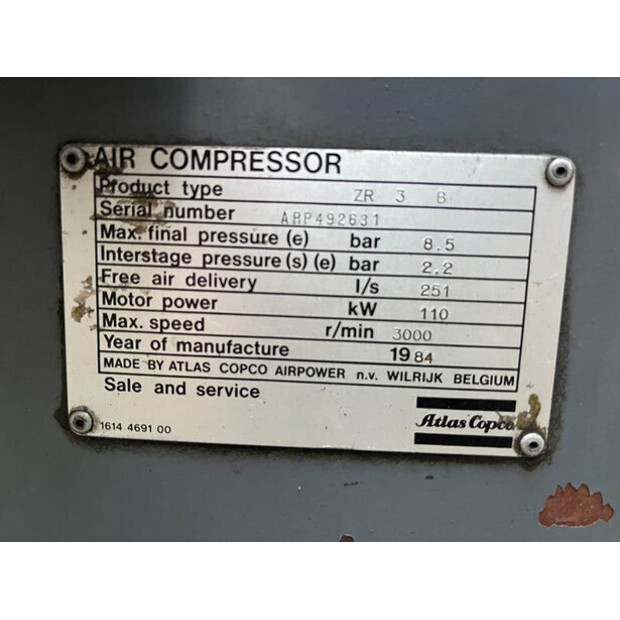 AIR COMPRESSOR
Product type ZR 3 B
Serial number ARP492631
Max. final pressure (e) bar 8.5
Interstage pressure (s) (e) bar 2.2
Free air delivery l/s 251
Motor power kW 110
Max. speed r/min 3000
Year of manufacture 1984
MADE BY ATLAS COPCO AIRPOWER n.v. WILRIJK BELGIUM
Sale and service
Atlas Copco
1614 4691 00